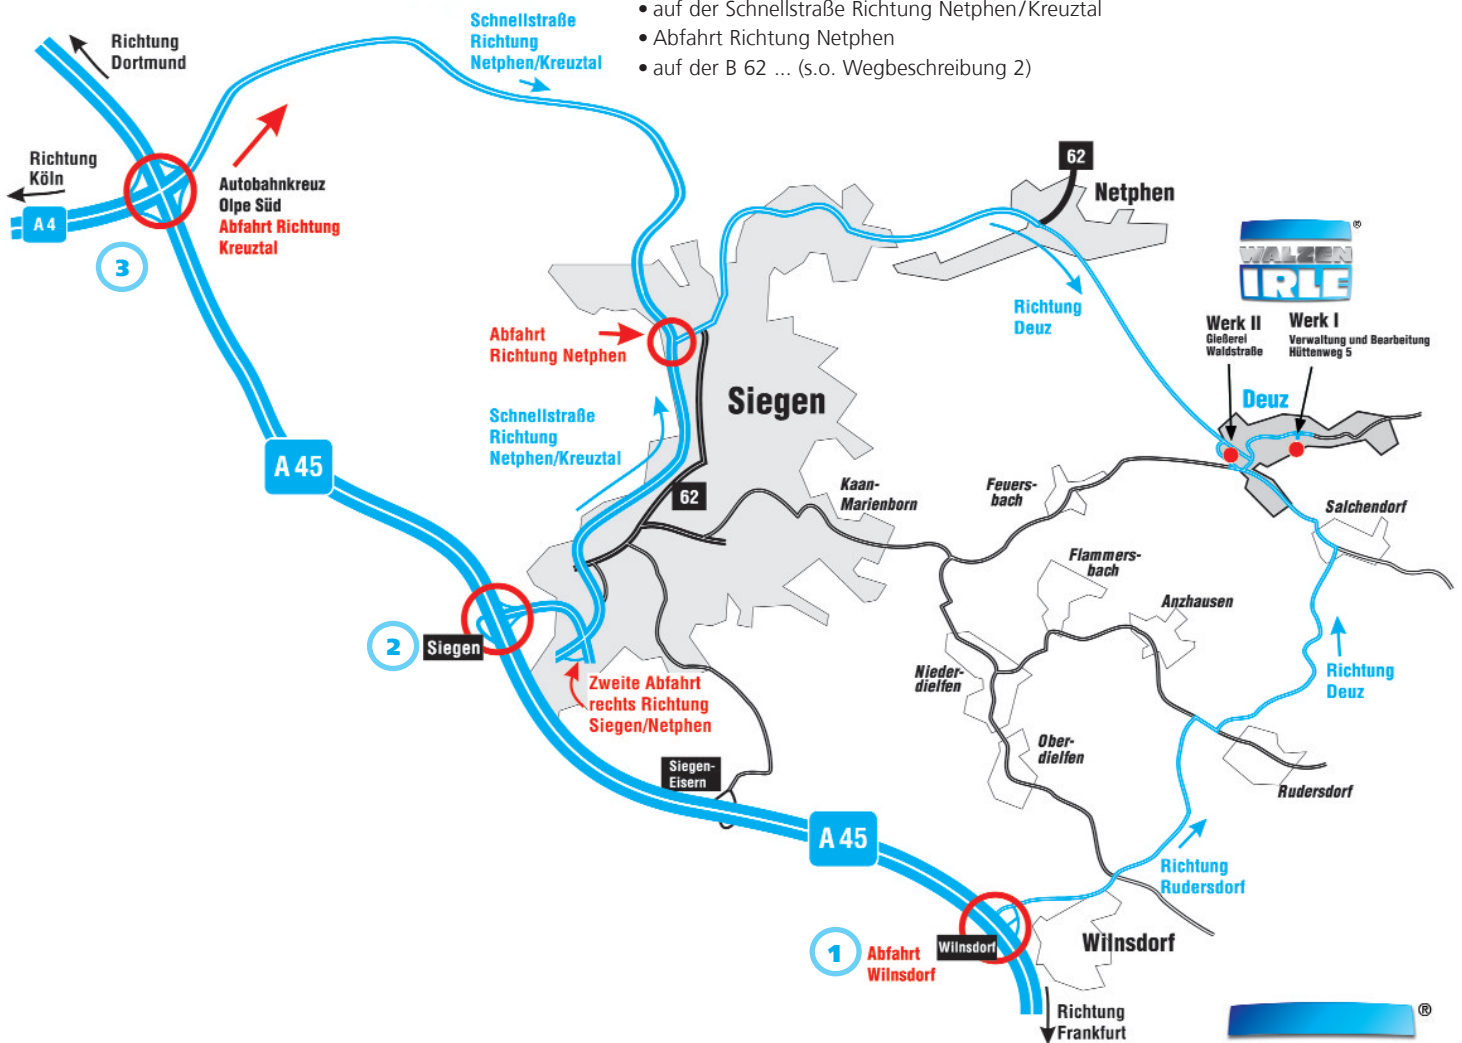 • auf der Schnellstraße Richtung Netphen/Kreuztal
• Abfahrt Richtung Netphen
• auf der B 62 ... (s.o. Wegbeschreibung 2)
Schnellstraße
Richtung
Netphen/Kreuztal
Richtung
Dortmund
Richtung
Köln
A 4
Autobahnkreuz
Olpe Süd
Abfahrt Richtung
Kreuztal
3
62
Netphen
Richtung
Deuz
®
WALZEN
IRLE
Werk II
Gießerei
Waldstraße
Werk I
Verwaltung und Bearbeitung
Hüttenweg 5
Deuz
Abfahrt
Richtung Netphen
Siegen
Schnellstraße
Richtung
Netphen/Kreuztal
A 45
62
Kaan-
Marienborn
Feuers-
bach
Salchendorf
Flammers-
bach
Anzhausen
2
Siegen
Zweite Abfahrt
rechts Richtung
Siegen/Netphen
Nieder-
dielfen
Richtung
Deuz
Ober-
dielfen
Siegen-
Eisern
Rudersdorf
A 45
Richtung
Rudersdorf
1
Abfahrt
Wilnsdorf
Wilnsdorf
Wilnsdorf
Richtung
Frankfurt
®